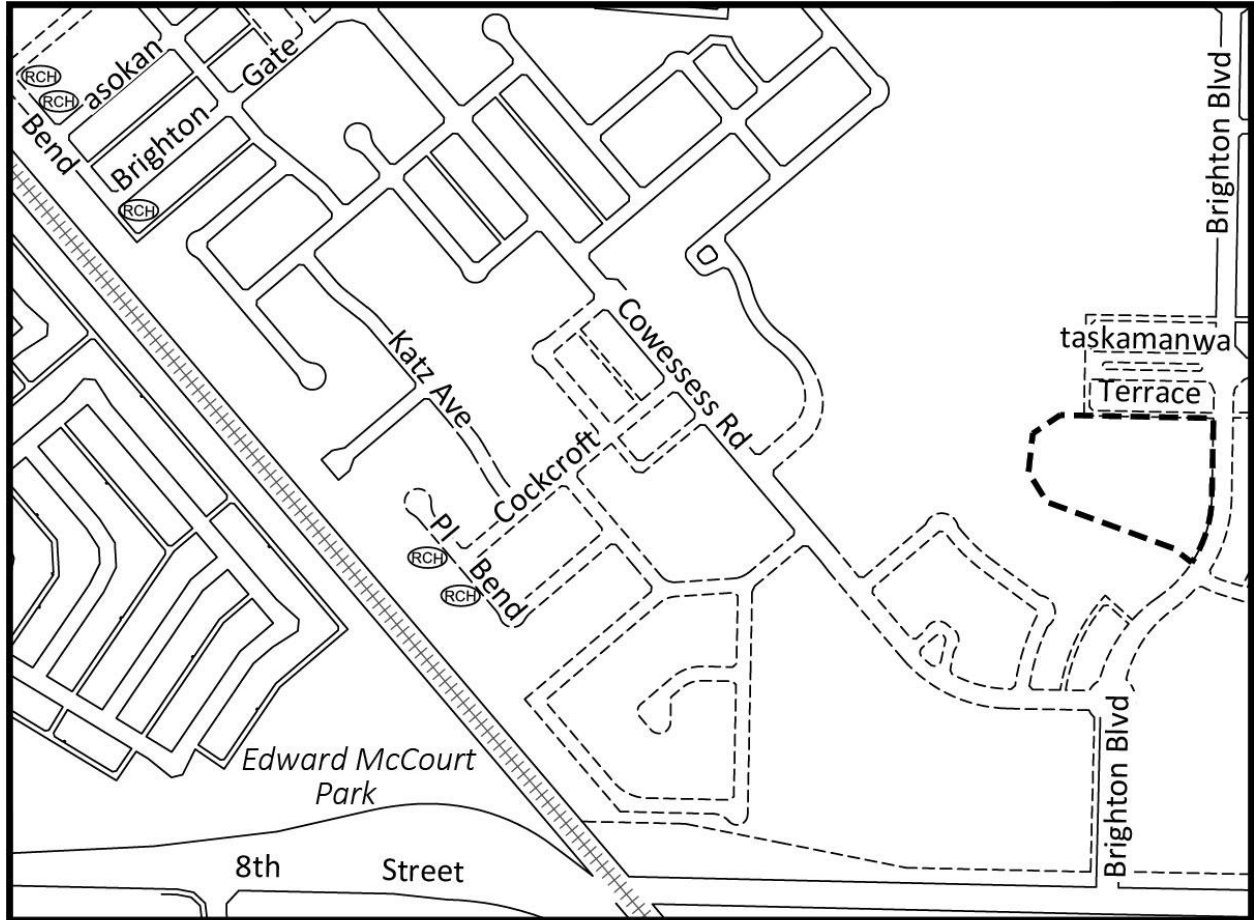 RCH
RCH
asokan
Bend
Brighton
Gate
RCH
Brighton Blvd
Katz Ave
Cowessess Rd
taskamanwa
Terrace
Cockcroft
Pl
Bend
RCH
RCH
Edward McCourt
Park
8th Street
Brighton Blvd